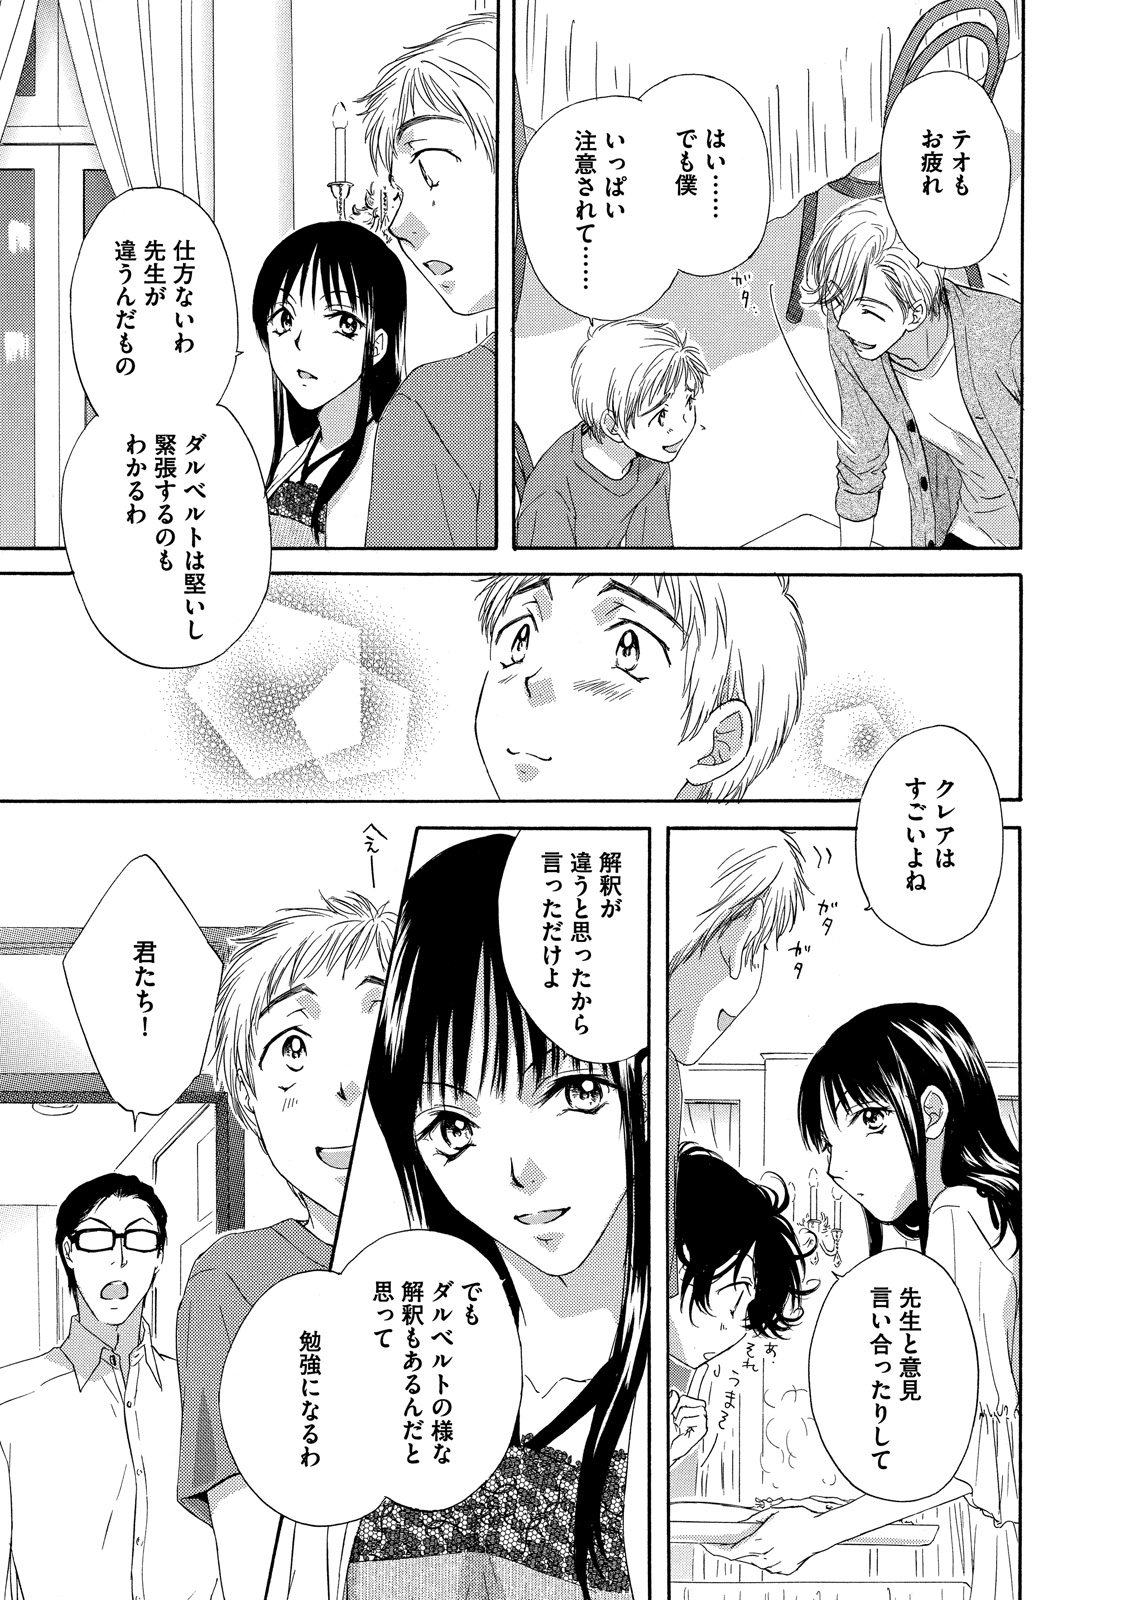 テオも
お疲れ
はい……
でも僕
いっぱい
注意されて……
ガタ
仕方ないわ
先生が
違うんだもの
ダルベルトは堅いし
緊張するのも
わかるわ
クレアは
すごいよね
ガタ
ガタ
先生と意見
言い合ったりして
あ.
それ
うまそ
解釈が
違うと思ったから
言っただけよ
でも
ダルベルトの様な
解釈もあるんだと
思って
勉強になるわ
へぇー
君たち!